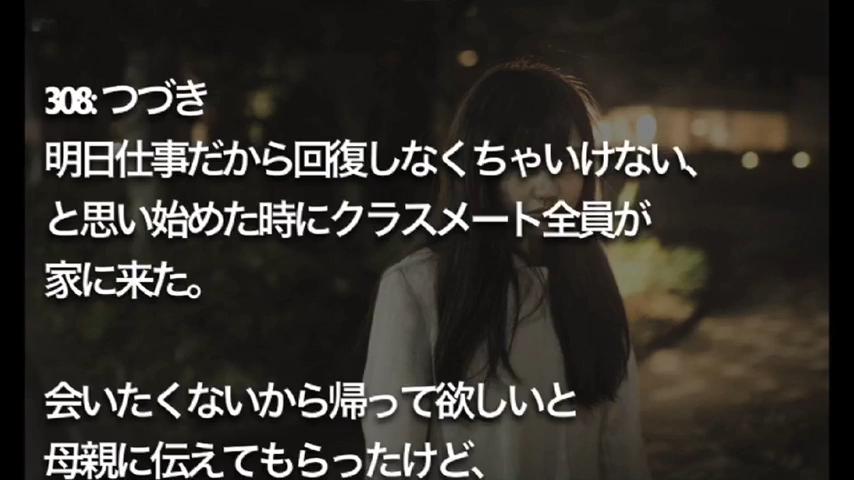 308: つづき
明日仕事だから回復しなくちゃいけない、
と思い始めた時にクラスメート全員が
家に来た。
会いたくないから帰って欲しいと
母親に伝えてもらったけど、